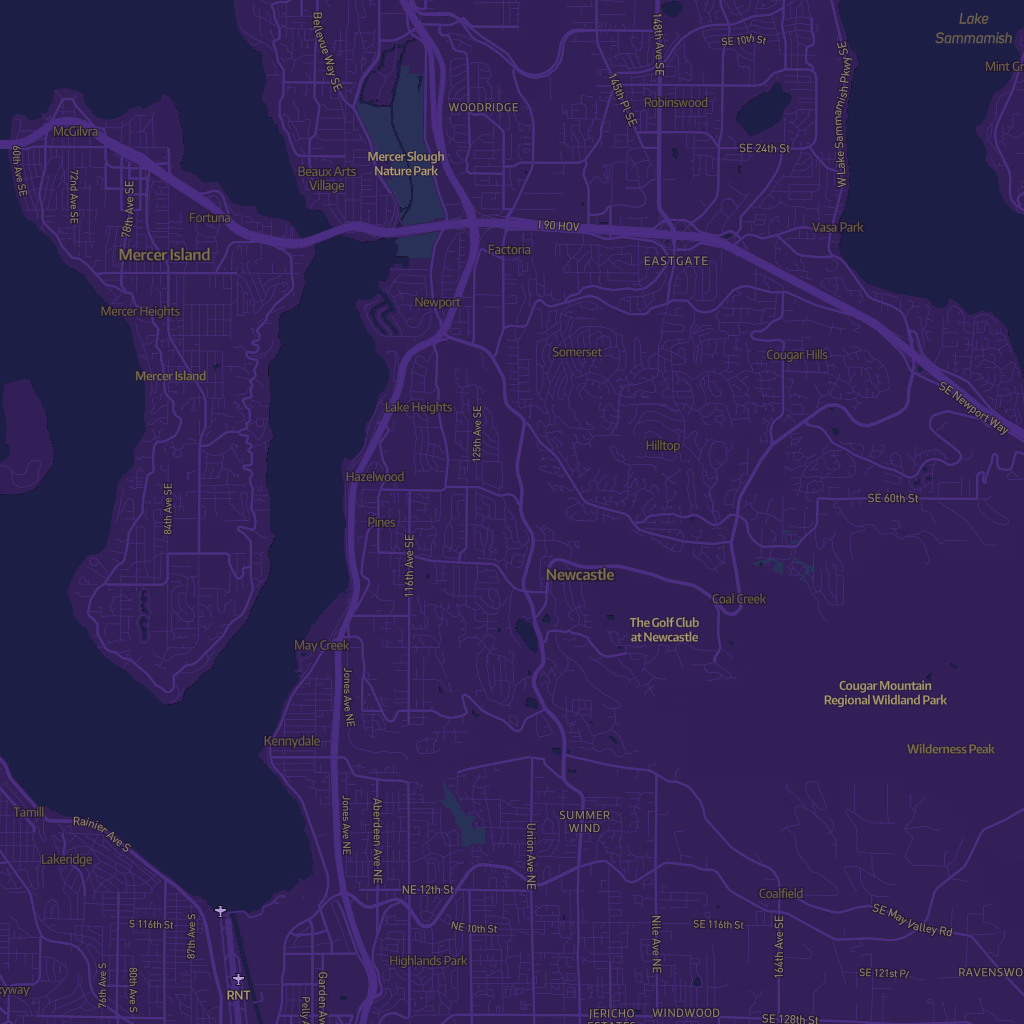 Lake
Sammamish
Bellevue Way SE
148th Ave SE
SE 10th St
W Lake Sammamish Pkwy SE
145th Pl SE
WOODRIDGE
Robinswood
McGilvra
60th Ave SE
72nd Ave SE
78th Ave SE
Mercer Slough
Nature Park
Beaux Arts
Village
SE 24th St
Fortuna
I 90 HOV
Vasa Park
Mercer Island
Factoria
EASTGATE
Newport
Mercer Heights
Somerset
Cougar Hills
Mercer Island
SE Newport Way
Lake Heights
125th Ave SE
Hilltop
Hazelwood
84th Ave SE
SE 60th St
Pines
116th Ave SE
Newcastle
Coal Creek
The Golf Club
at Newcastle
May Creek
Jones Ave NE
Cougar Mountain
Regional Wildland Park
Kennydale
Wilderness Peak
Tamill
Rainier Ave S
Jones Ave NE
Aberdeen Ave NE
Union Ave NE
SUMMER
WIND
Lakeridge
NE 12th St
Coalfield
S 116th St
87th Ave S
NE 10th St
Nile Ave NE
SE 116th St
164th Ave SE
SE May Valley Rd
Highlands Park
76th Ave S
80th Ave S
RNT
SE 121st Pl
JERICHO
WINDWOOD
SE 128th St